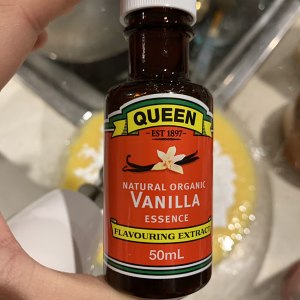 QUEEN
EST 1897
NATURAL ORGANIC
VANILLA
ESSENCE
FLAVOURING EXTRACT
50mL